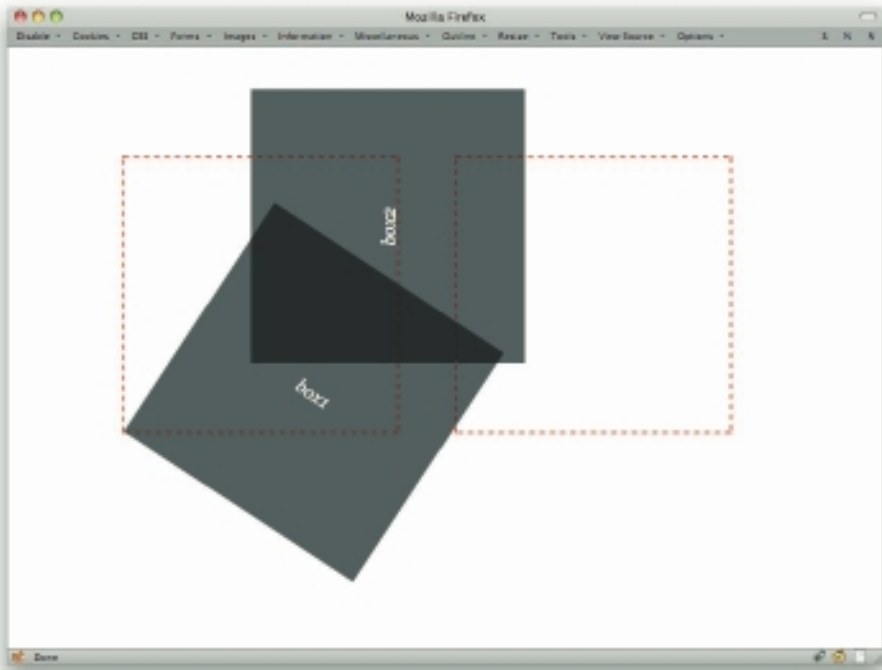 Mozilla Firefox
Disable Cookies CSS Forms Images Information Miscellaneous Outline Resize Tools View Source Options
box2
box1
Done